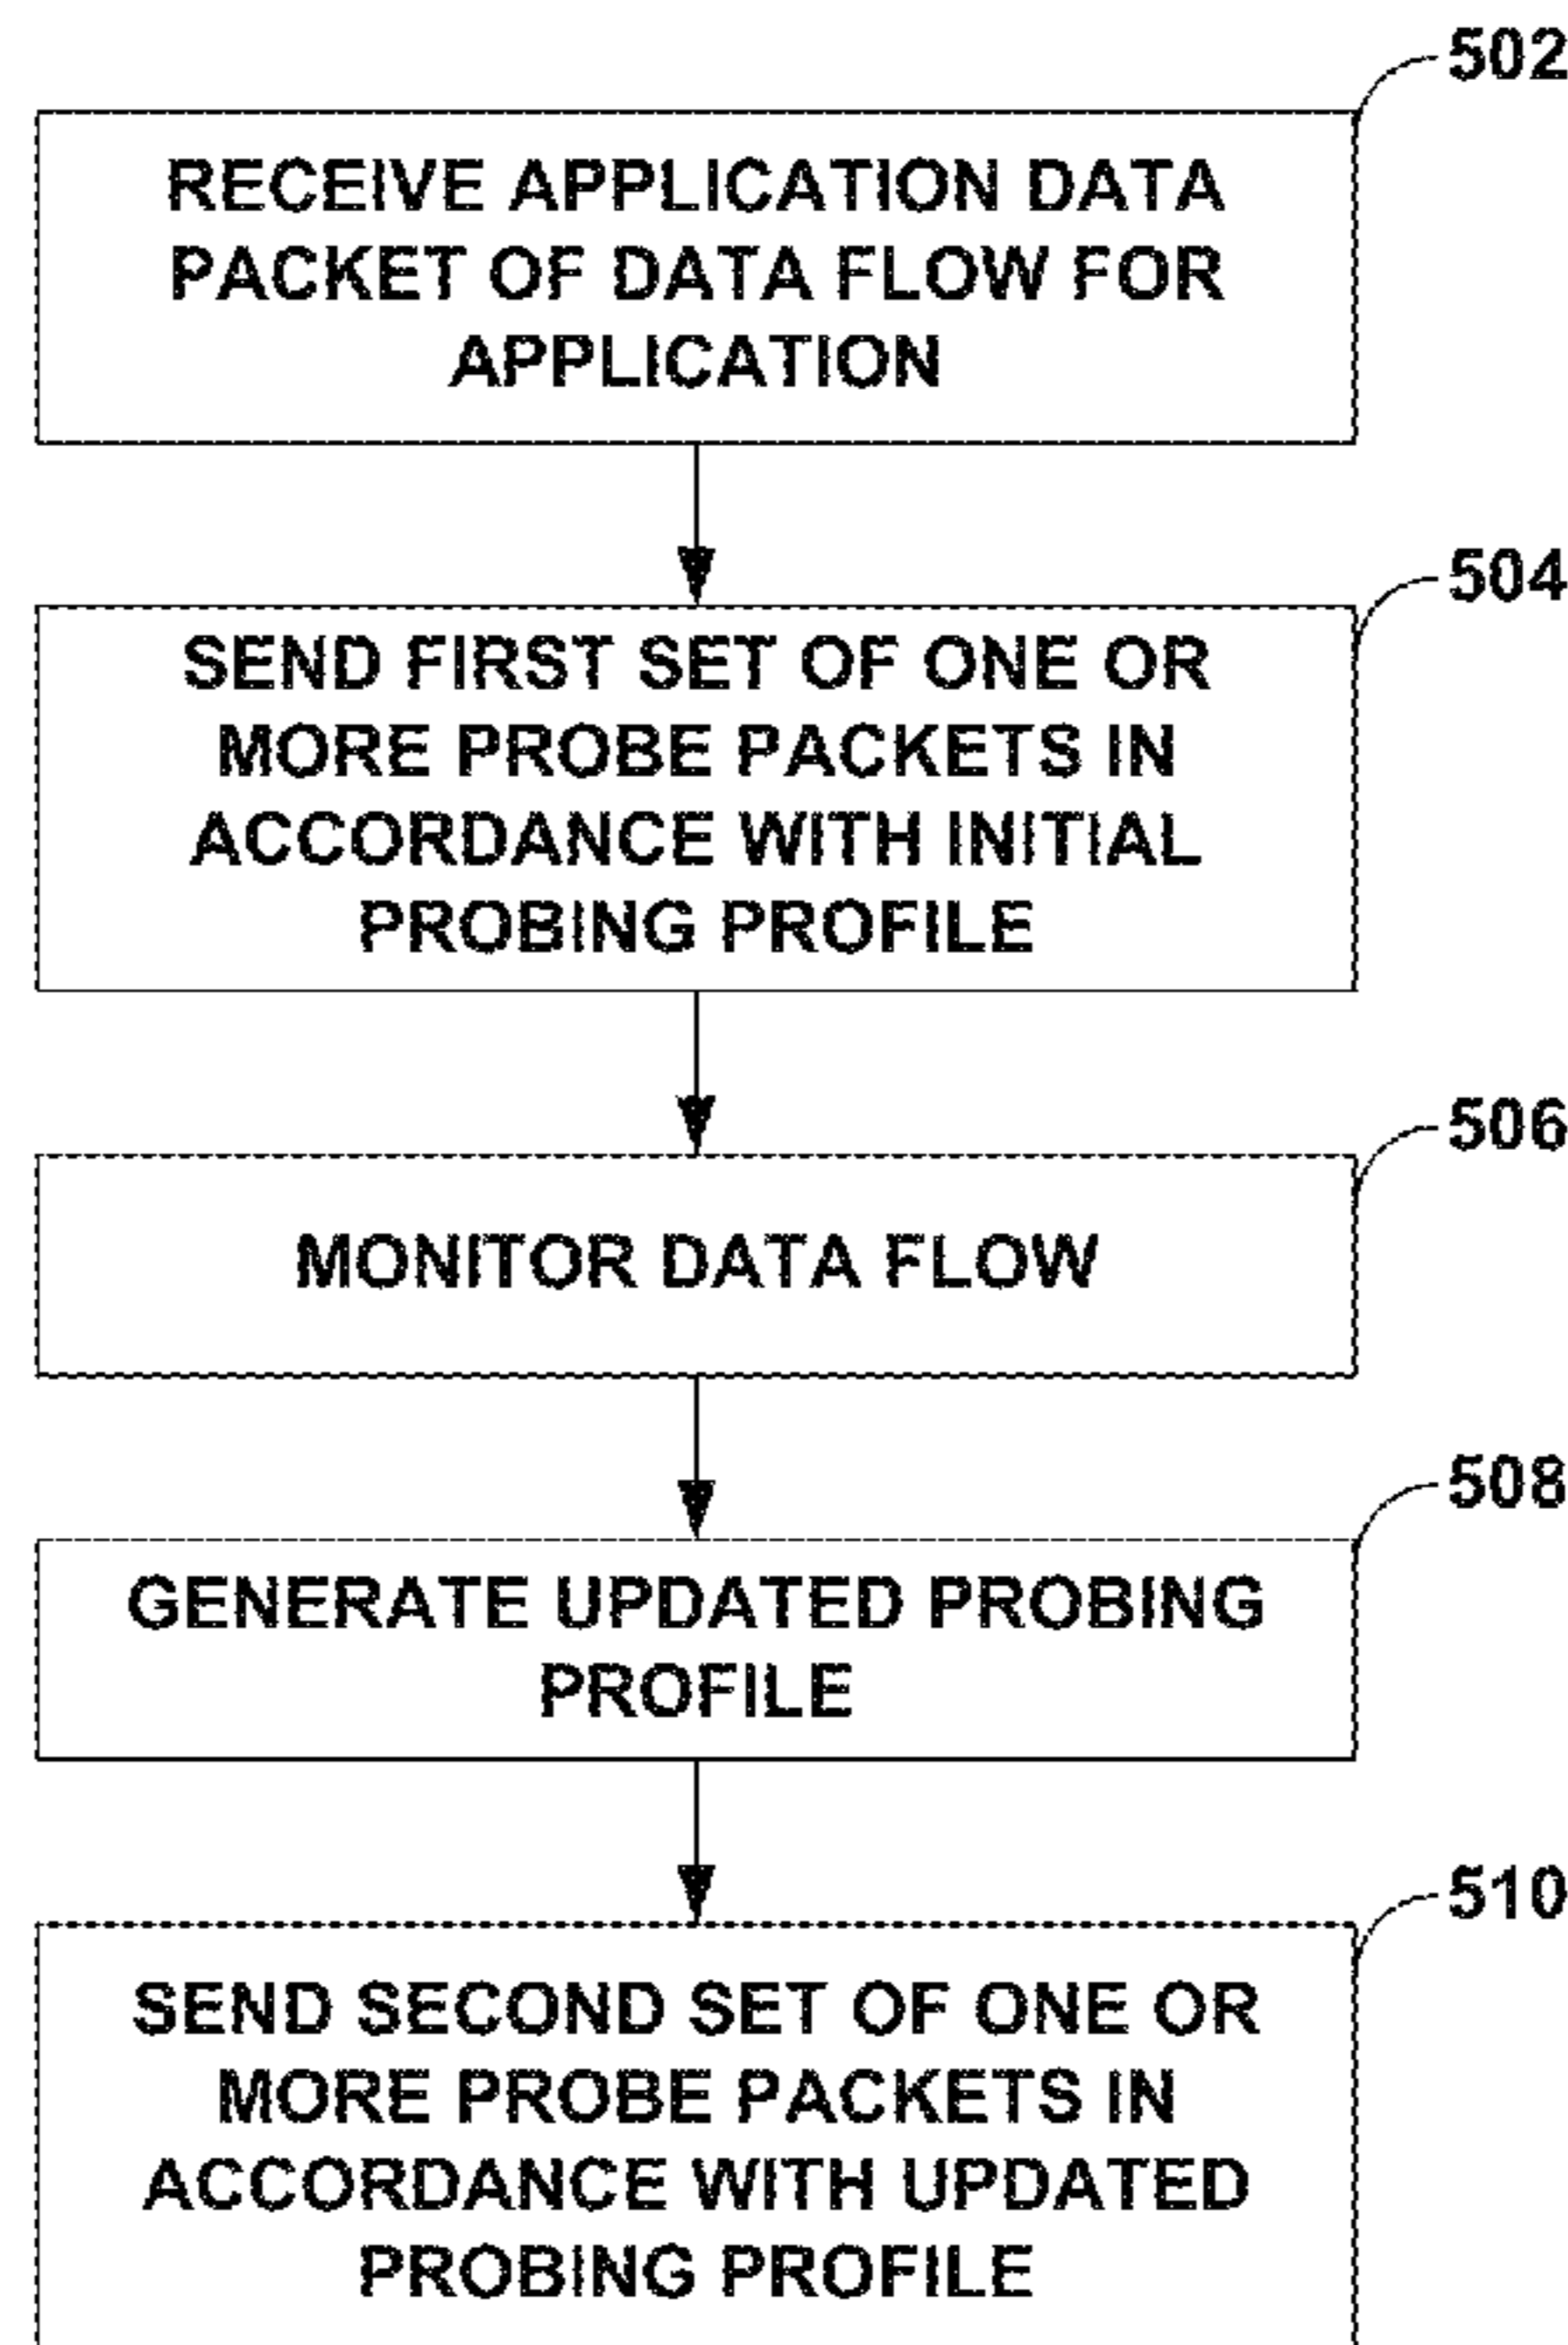 502
RECEIVE APPLICATION DATA
PACKET OF DATA FLOW FOR
APPLICATION
504
SEND FIRST SET OF ONE OR
MORE PROBE PACKETS IN
ACCORDANCE WITH INITIAL
PROBING PROFILE
506
MONITOR DATA FLOW
508
GENERATE UPDATED PROBING
PROFILE
510
SEND SECOND SET OF ONE OR
MORE PROBE PACKETS IN
ACCORDANCE WITH UPDATED
PROBING PROFILE